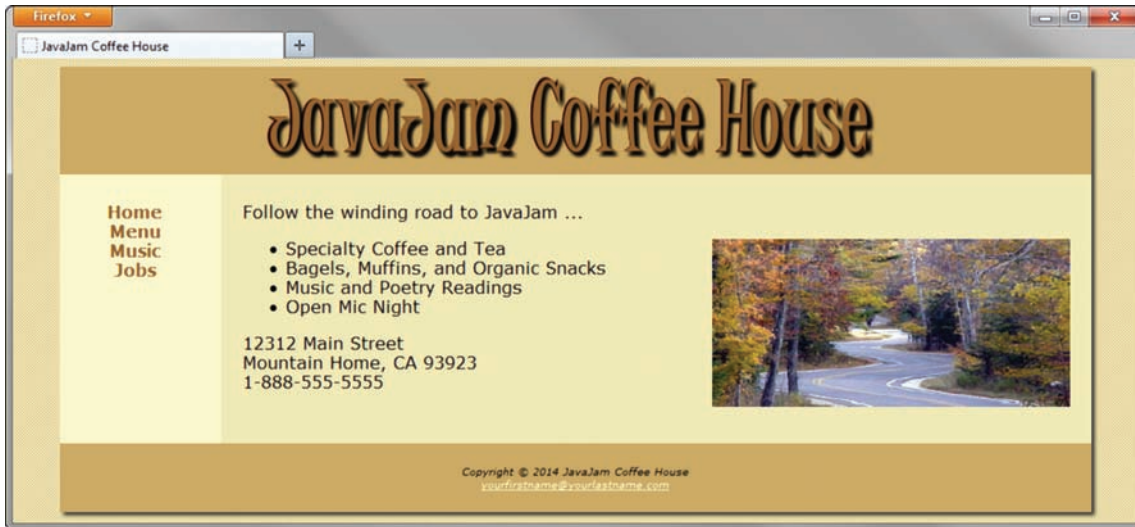 Firefox
JavaJam Coffee House
+
JavaJam Coffee House
Home
Menu
Music
Jobs
Follow the winding road to JavaJam ...
• Specialty Coffee and Tea
• Bagels, Muffins, and Organic Snacks
• Music and Poetry Readings
• Open Mic Night
12312 Main Street
Mountain Home, CA 93923
1-888-555-5555
Copyright © 2014 JavaJam Coffee House
yourfirstname@yourlastname.com